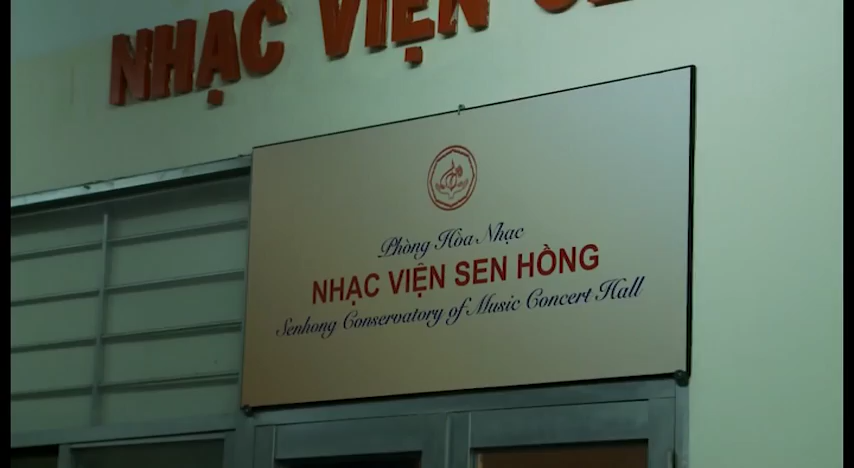 NHẠC VIỆN
Phòng Hòa Nhạc
NHẠC VIỆN SEN HỒNG
Senhong Conservatory of Music Concert Hall